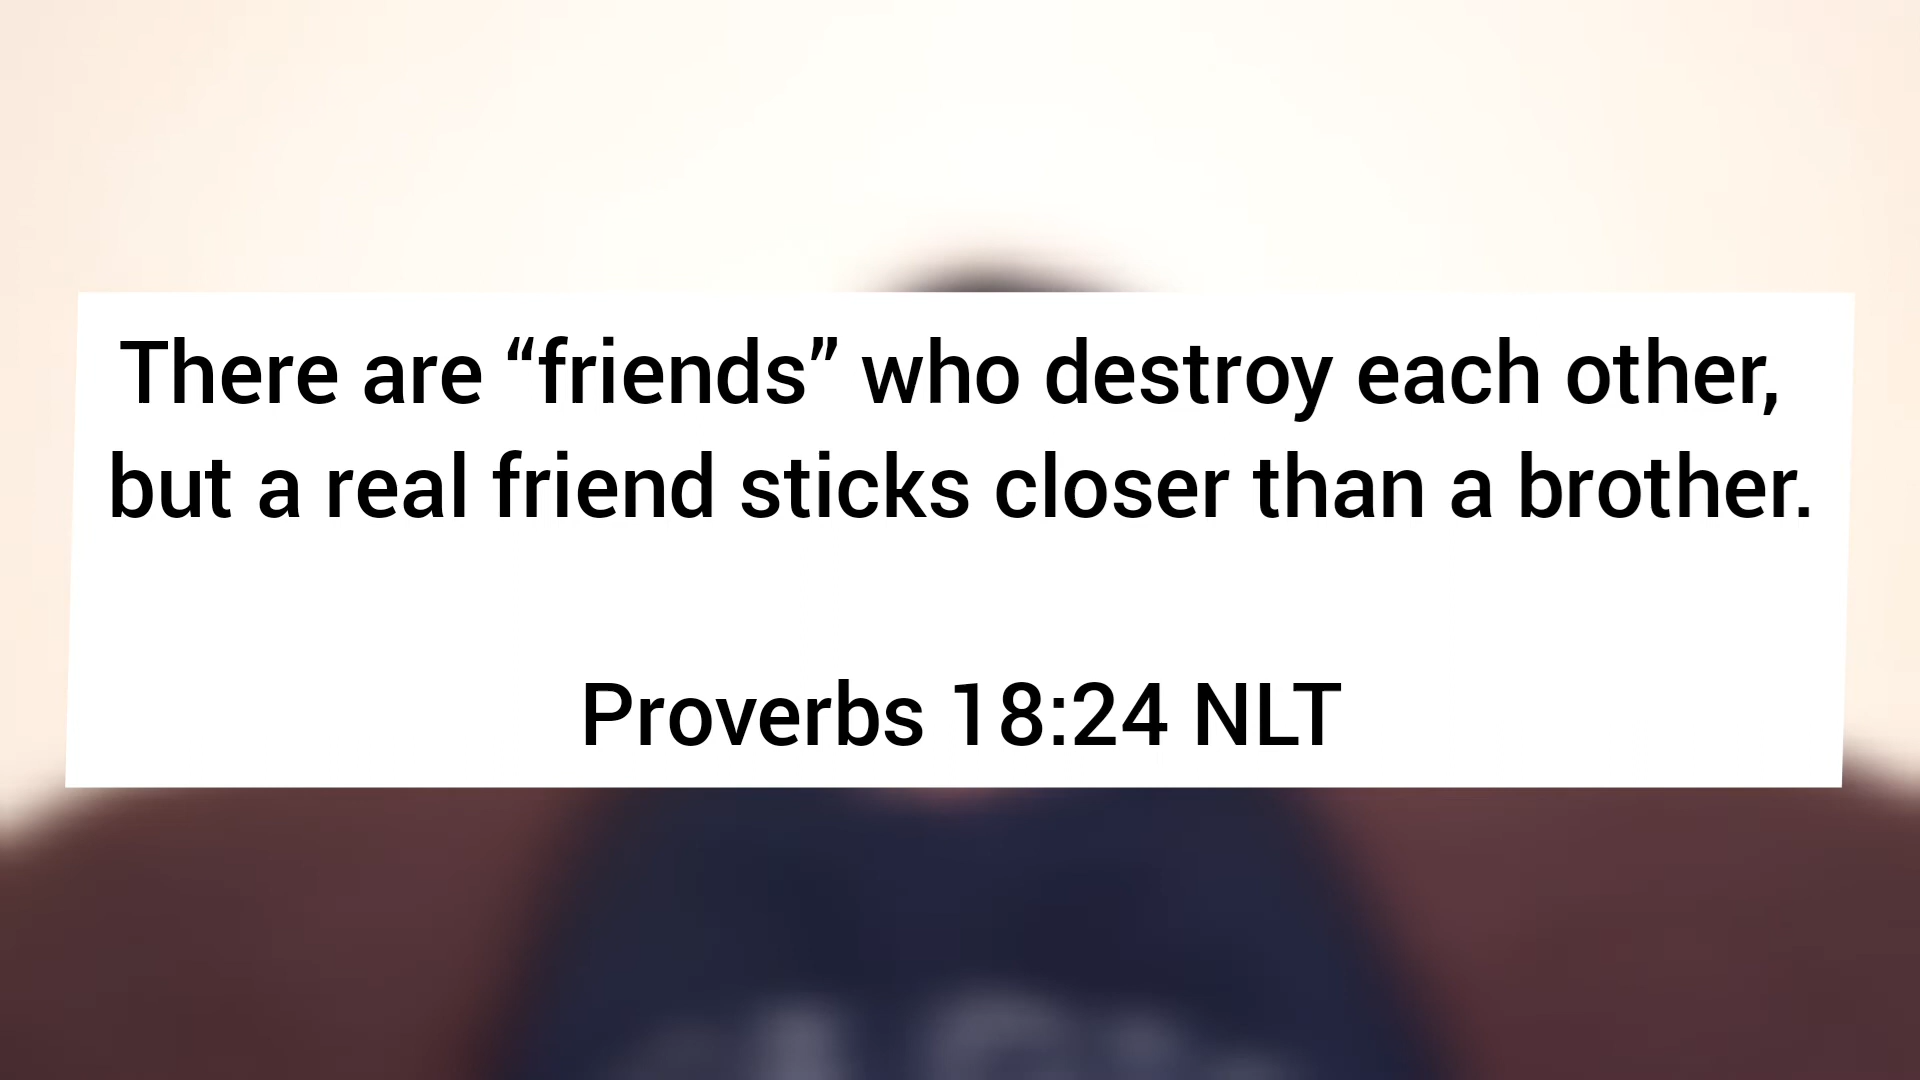 There are “friends” who destroy each other,
but a real friend sticks closer than a brother.
Proverbs 18:24 NLT